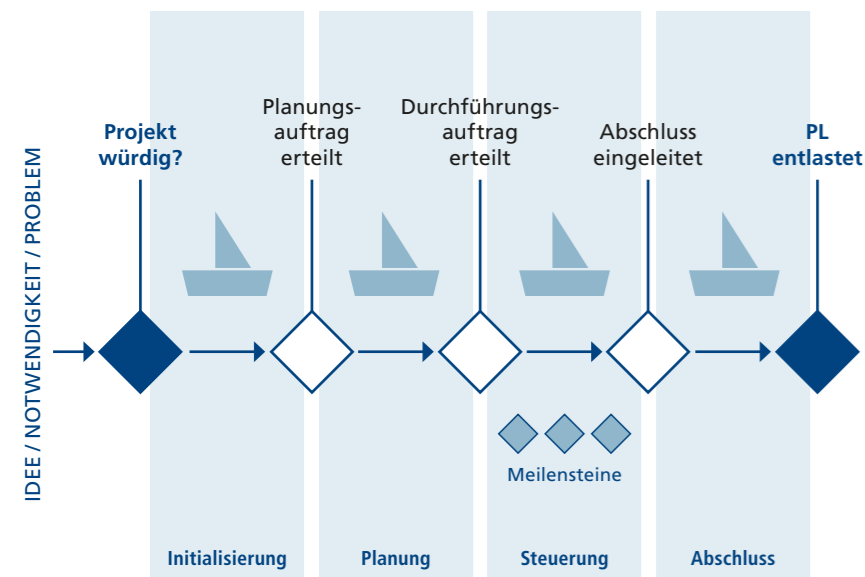 IDEE / NOTWENDIGKEIT / PROBLEM
Projekt
würdig?
Planungs-
auftrag
erteilt
Durchführungs-
auftrag
erteilt
Abschluss
eingeleitet
PL
entlastet
Meilensteine
Initialisierung
Planung
Steuerung
Abschluss